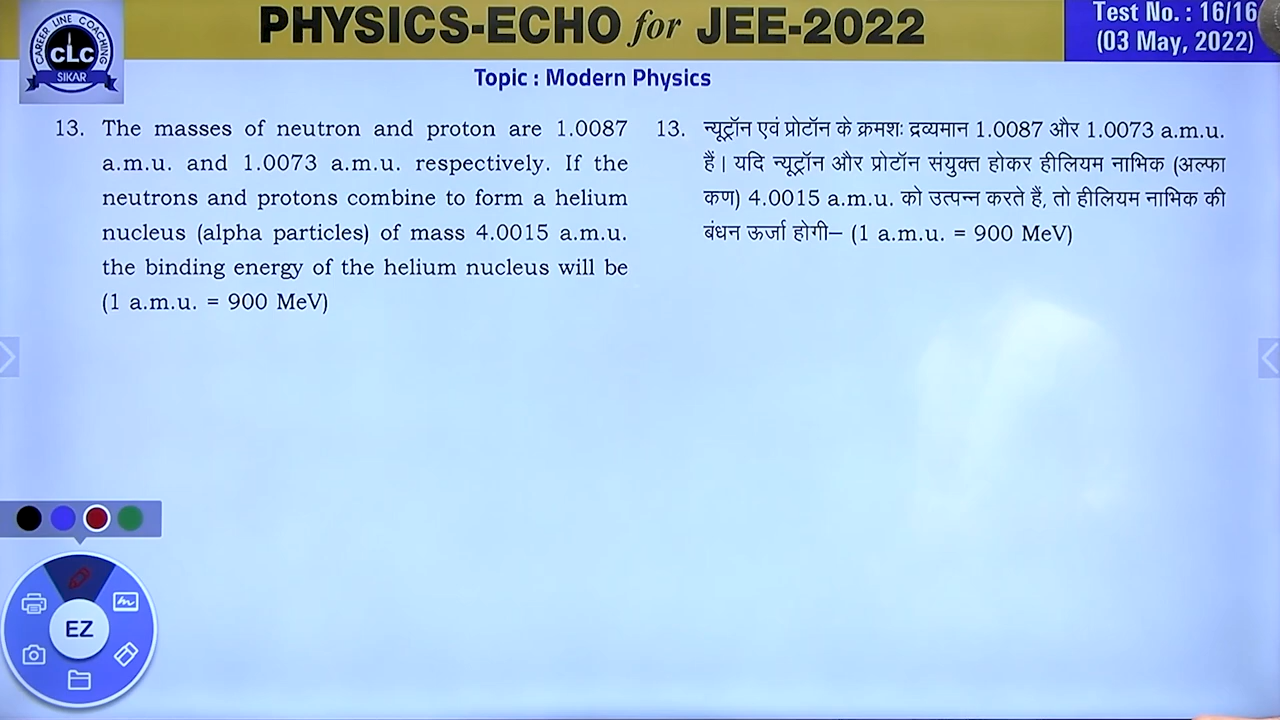 CAREER LINE COACHING
CLC
SIKAR
PHYSICS-ECHO for JEE-2022
Test No. : 16/16
(03 May, 2022)
Topic : Modern Physics
13. The masses of neutron and proton are 1.0087
a.m.u. and 1.0073 a.m.u. respectively. If the
neutrons and protons combine to form a helium
nucleus (alpha particles) of mass 4.0015 a.m.u.
the binding energy of the helium nucleus will be
(1 a.m.u. = 900 MeV)
13. न्यूट्रॉन एवं प्रोटॉन के क्रमशः द्रव्यमान 1.0087 और 1.0073 a.m.u.
हैं। यदि न्यूट्रॉन और प्रोटॉन संयुक्त होकर हीलियम नाभिक (अल्फा
कण) 4.0015 a.m.u. को उत्पन्न करते हैं, तो हीलियम नाभिक की
बंधन ऊर्जा होगी– (1 a.m.u. = 900 MeV)
EZ